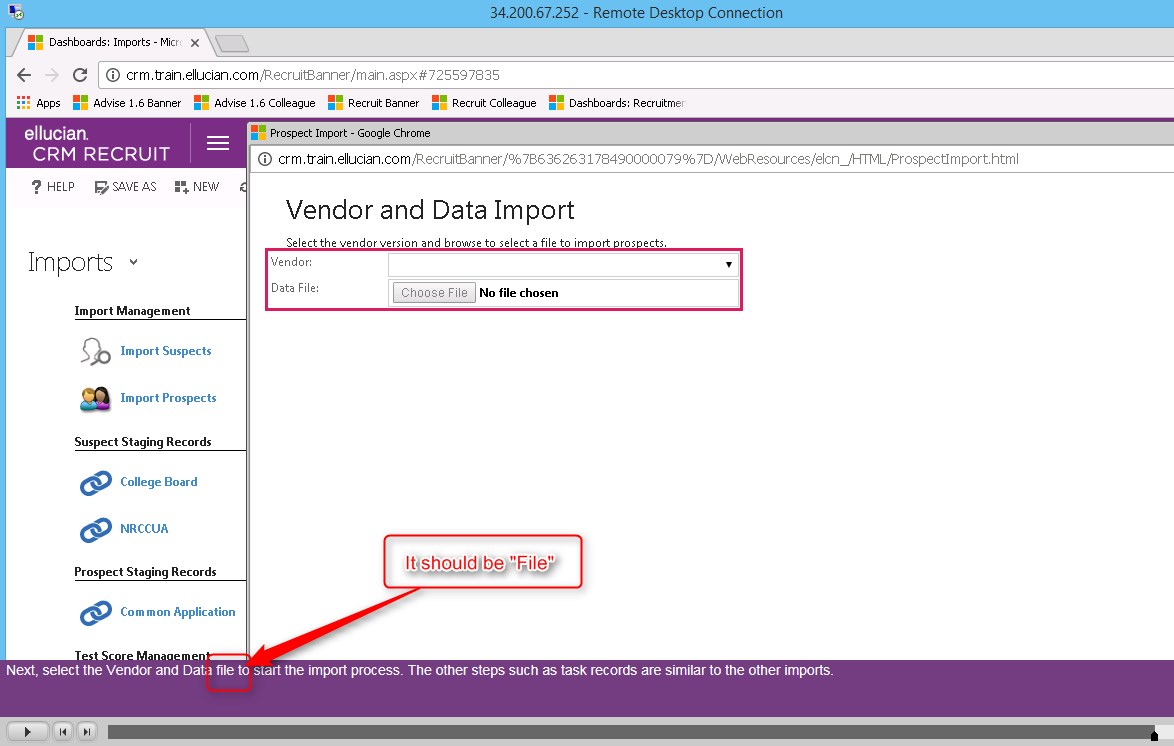 34.200.67.252 - Remote Desktop Connection
Dashboards: Imports - Micr
crm.train.ellucian.com/RecruitBanner/main.aspx#725597835
Apps Advise 1.6 Banner Advise 1.6 Colleague Recruit Banner Recruit Colleague Dashboards: Recruitmen
ellucian.
CRM RECRUIT
Prospect Import - Google Chrome
crm.train.ellucian.com/RecruitBanner/%7B636263178490000079%7D/WebResources/elcn_/HTML/ProspectImport.html
? HELP SAVE AS NEW
Vendor and Data Import
Select the vendor version and browse to select a file to import prospects.
Vendor:
Data File: Choose File No file chosen
Imports
Import Management
Import Suspects
Import Prospects
Suspect Staging Records
College Board
NRCCUA
Prospect Staging Records
Common Application
Test Score Management
It should be "File"
Next, select the Vendor and Data file to start the import process. The other steps such as task records are similar to the other imports.